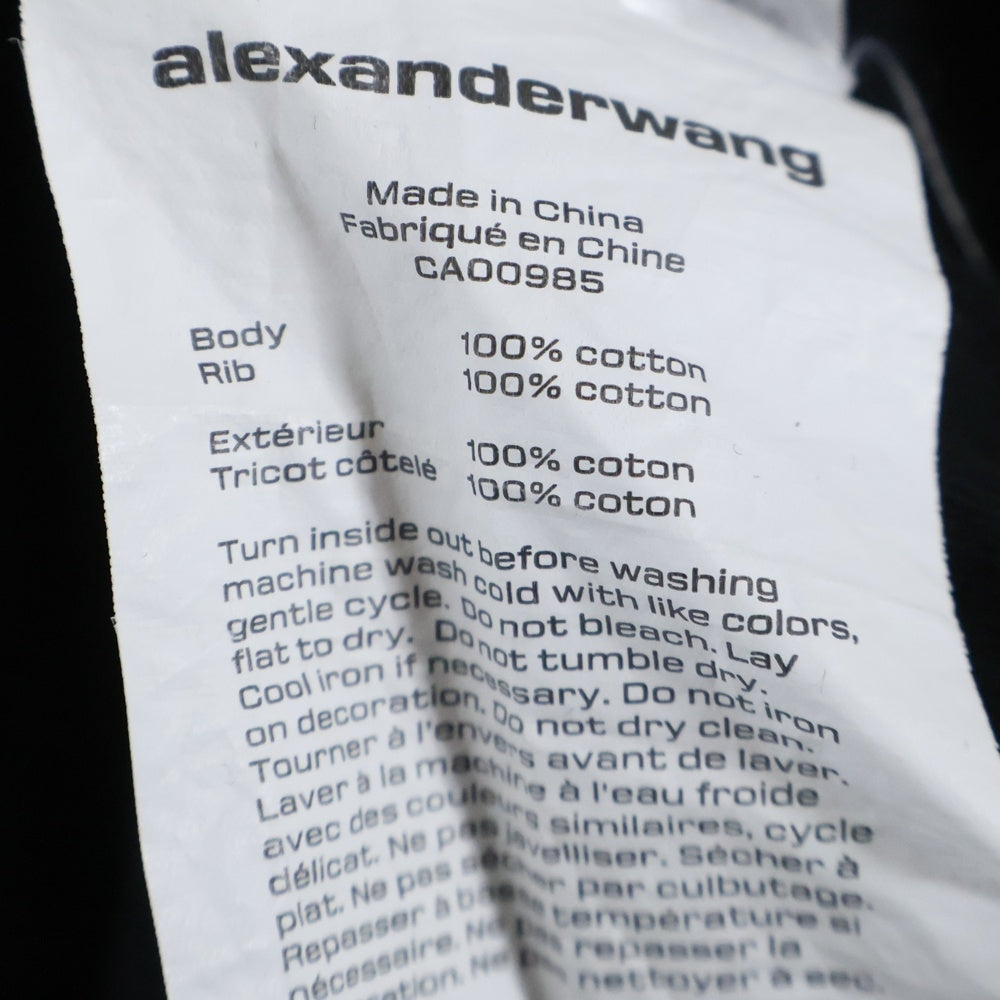 alexanderwang
Made in China
Fabriqué en Chine
CA00985
Body 100% cotton
Rib 100% cotton
Extérieur 100% coton
Tricot côtelé 100% coton
Turn inside out before washing
machine wash cold with like colors,
gentle cycle. Do not bleach. Lay
flat to dry. Do not tumble dry.
Cool iron if necessary. Do not iron
on decoration. Do not dry clean.
Tourner à l'envers avant de laver.
Laver à la machine à l'eau froide
avec des couleurs similaires, cycle
délicat. Ne pas javelliser. Sécher à
plat. Ne pas sécher par culbutage.
Repasser à basse température si
nécessaire. Ne pas repasser la
nettoyer à sec.